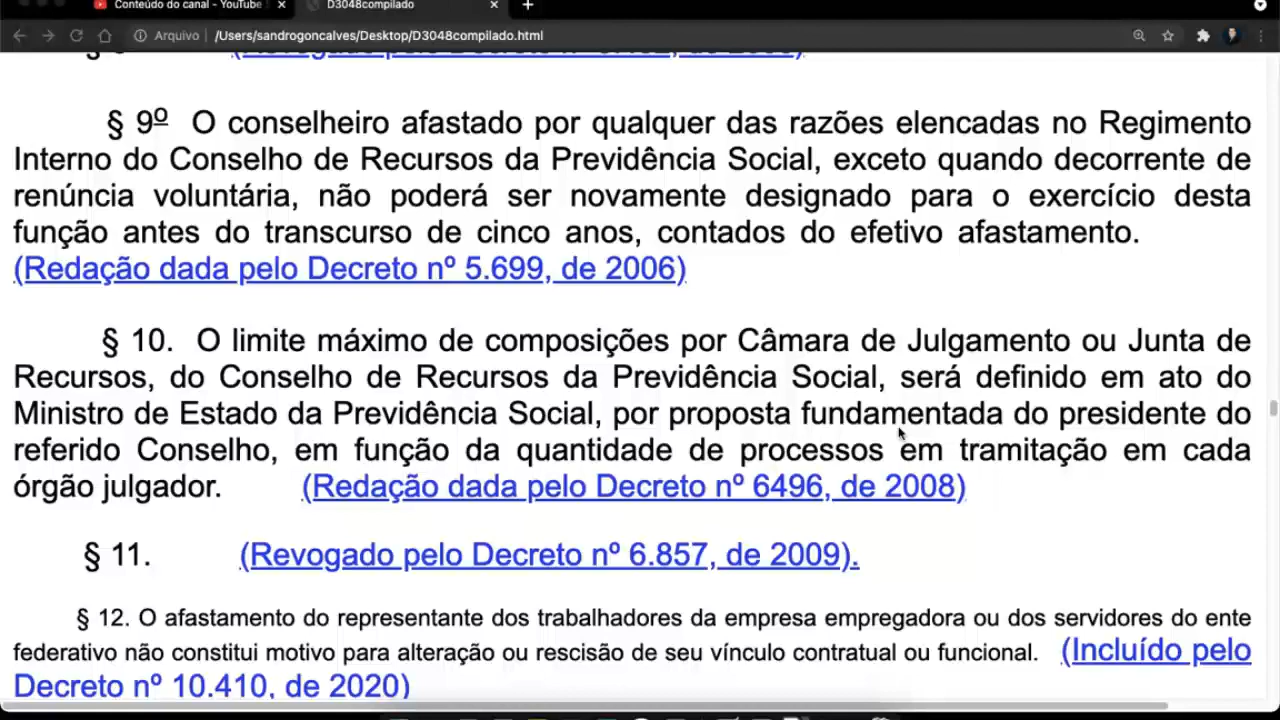 Conteúdo do canal - YouTube
D3048compilado
Arquivo | /Users/sandrogoncalves/Desktop/D3048compilado.html
§ 9º O conselheiro afastado por qualquer das razões elencadas no Regimento
Interno do Conselho de Recursos da Previdência Social, exceto quando decorrente de
renúncia voluntária, não poderá ser novamente designado para o exercício desta
função antes do transcurso de cinco anos, contados do efetivo afastamento.
(Redação dada pelo Decreto nº 5.699, de 2006)
§ 10. O limite máximo de composições por Câmara de Julgamento ou Junta de
Recursos, do Conselho de Recursos da Previdência Social, será definido em ato do
Ministro de Estado da Previdência Social, por proposta fundamentada do presidente do
referido Conselho, em função da quantidade de processos em tramitação em cada
órgão julgador. (Redação dada pelo Decreto nº 6496, de 2008)
§ 11. (Revogado pelo Decreto nº 6.857, de 2009).
§ 12. O afastamento do representante dos trabalhadores da empresa empregadora ou dos servidores do ente
federativo não constitui motivo para alteração ou rescisão de seu vínculo contratual ou funcional. (Incluído pelo
Decreto nº 10.410, de 2020)